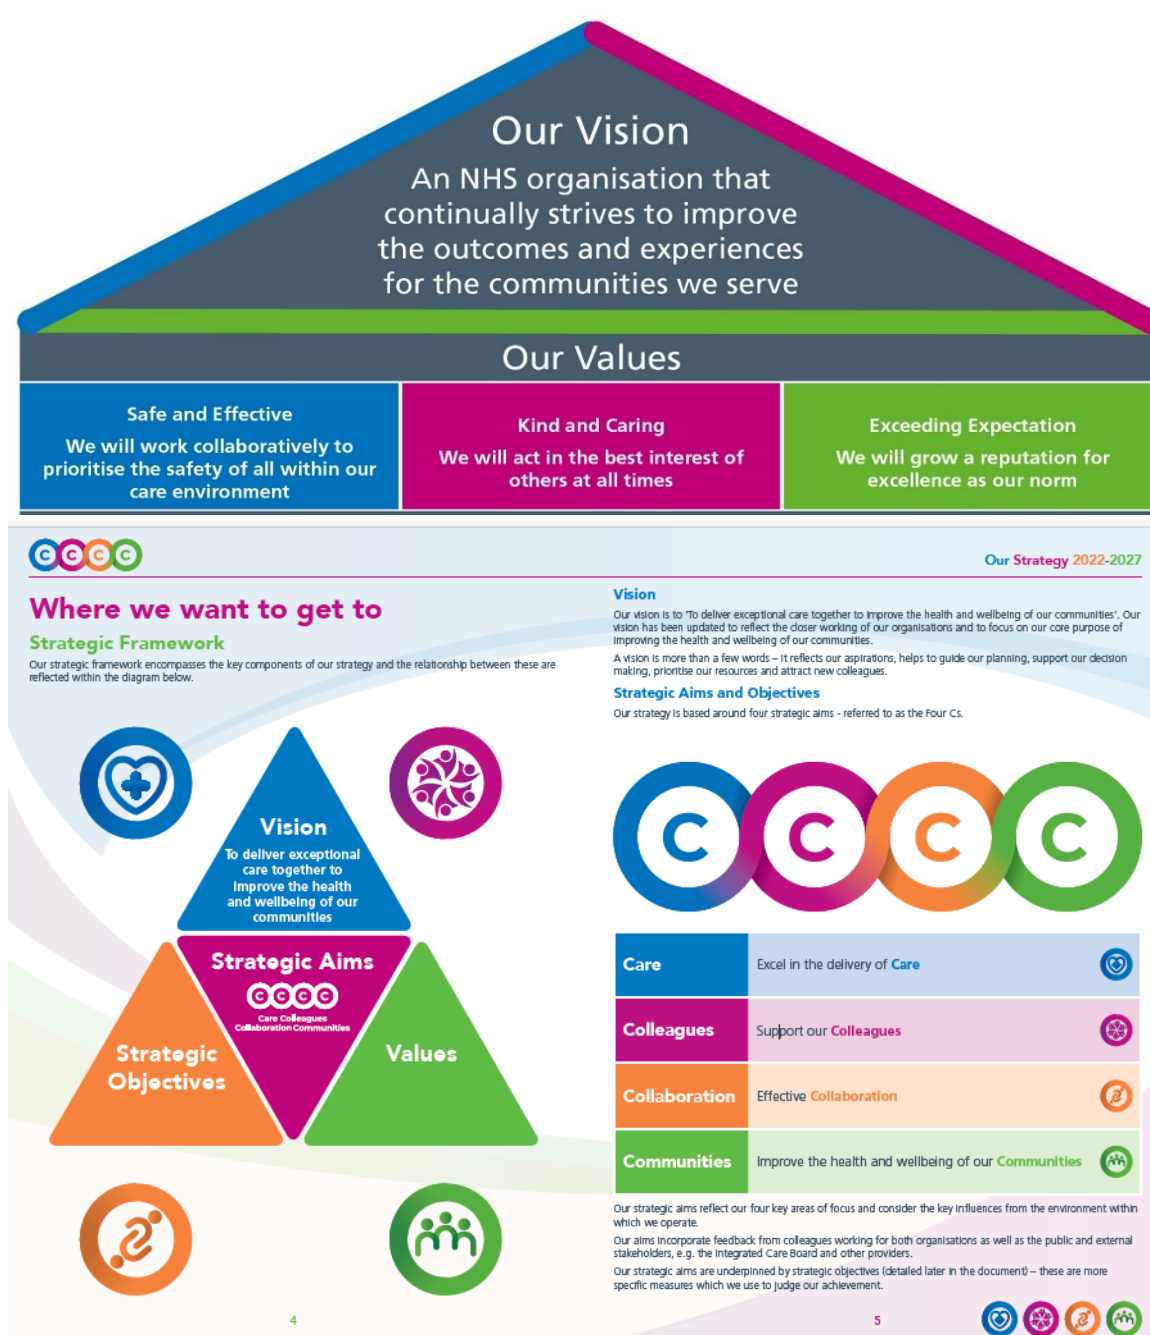 Our Vision
An NHS organisation that
continually strives to improve
the outcomes and experiences
for the communities we serve
Our Values
Safe and Effective
We will work collaboratively to
prioritise the safety of all within our
care environment
Kind and Caring
We will act in the best interest of
others at all times
Exceeding Expectation
We will grow a reputation for
excellence as our norm
C C C C
Our Strategy 2022-2027
Where we want to get to
Strategic Framework
Our strategic framework encompasses the key components of our strategy and the relationship between these are
reflected within the diagram below.
Vision
To deliver exceptional
care together to
improve the health
and wellbeing of our
communities
Strategic Aims
C C C C
Care Colleagues
Collaboration Communities
Strategic
Objectives
Values
4
Vision
Our vision is to 'To deliver exceptional care together to improve the health and wellbeing of our communities'. Our
vision has been updated to reflect the closer working of our organisations and to focus on our core purpose of
improving the health and wellbeing of our communities.
A vision is more than a few words – it reflects our aspirations, helps to guide our planning, support our decision
making, prioritise our resources and attract new colleagues.
Strategic Aims and Objectives
Our strategy is based around four strategic aims - referred to as the Four Cs.
C C C C
Care
Excel in the delivery of Care
Colleagues
Support our Colleagues
Collaboration
Effective Collaboration
Communities
Improve the health and wellbeing of our Communities
Our strategic aims reflect our four key areas of focus and consider the key influences from the environment within
which we operate.
Our aims incorporate feedback from colleagues working for both organisations as well as the public and external
stakeholders, e.g. the Integrated Care Board and other providers.
Our strategic aims are underpinned by strategic objectives (detailed later in the document) – these are more
specific measures which we use to judge our achievement.
5